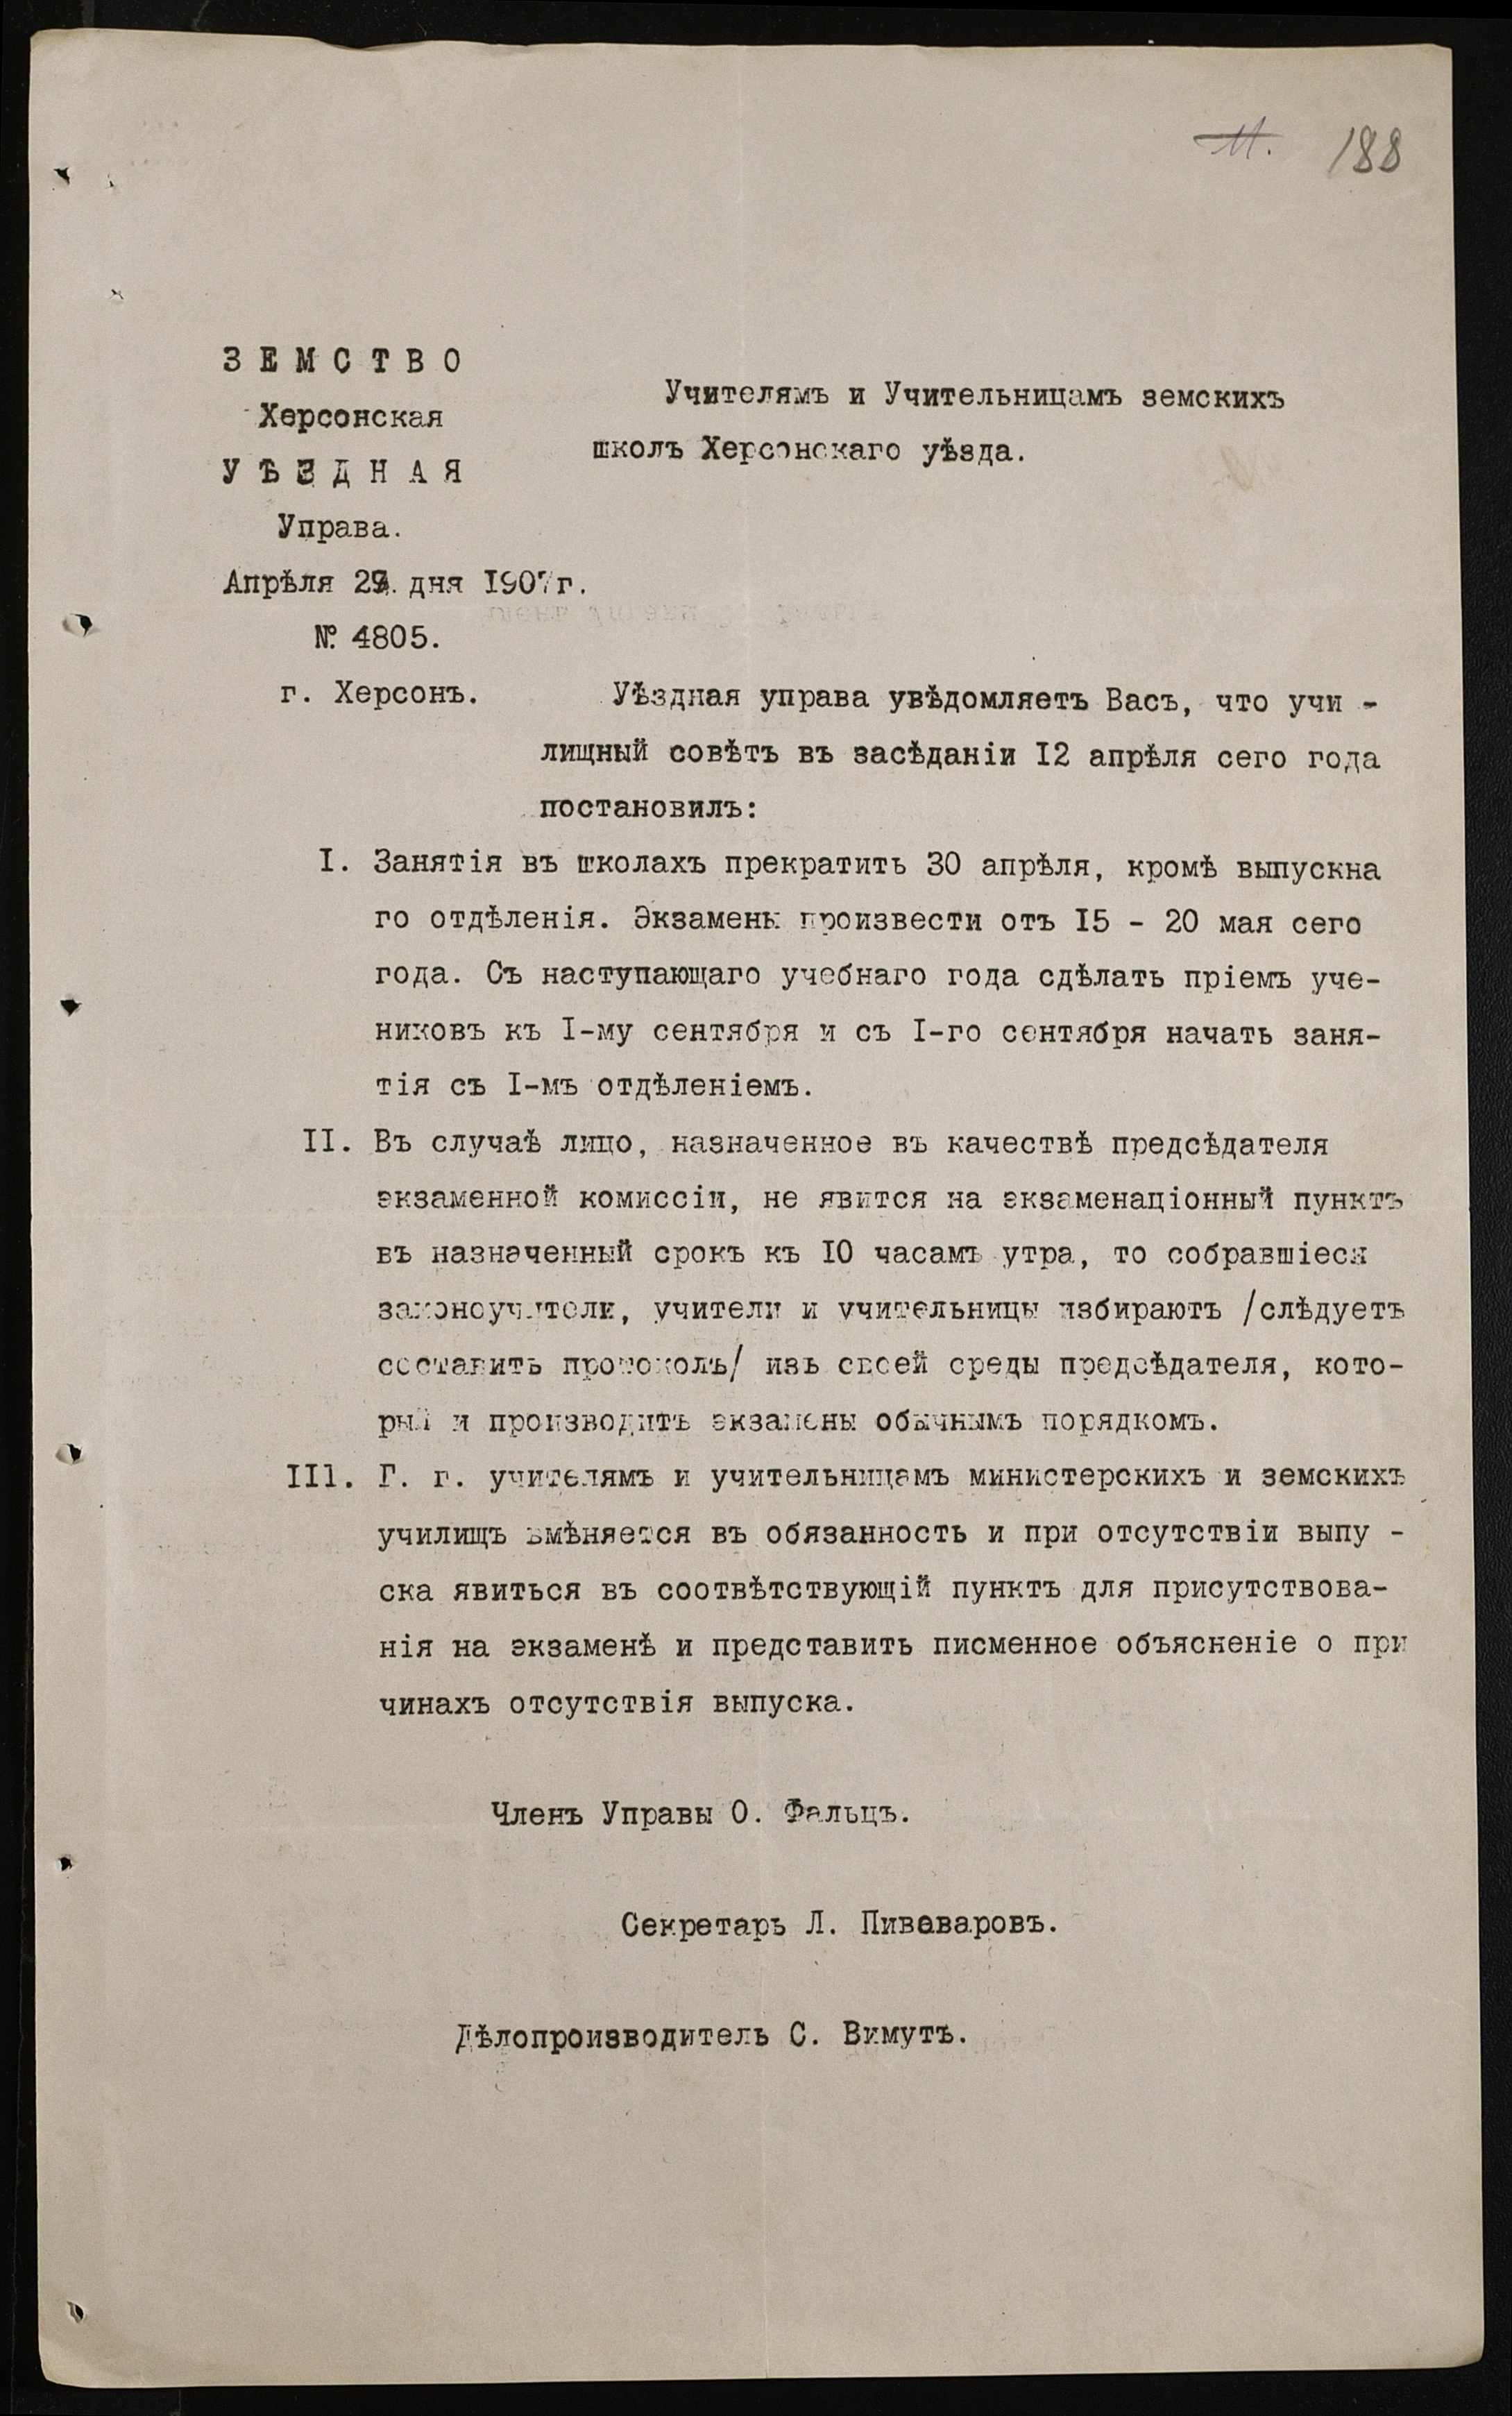 11. 188
ЗЕМСТВО
Херсонская
УѢЗДНАЯ
Управа.
Апрѣля дня 1907г.
№ 4805.
г. Херсонъ.
Учителямъ и Учительницамъ земскихъ
школъ Херсонскаго уѣзда.
Уѣздная управа увѣдомляетъ Васъ, что учи -
лищный совѣтъ въ засѣданіи I2 апрѣля сего года
постановилъ:
I. Занятія въ школахъ прекратить 30 апрѣля, кромѣ выпускна
го отдѣленія. Экзамены произвести отъ I5 - 20 мая сего
года. Съ наступающаго учебнаго года сдѣлать пріемъ уче-
никовъ къ I-му сентября и съ I-го сентября начать заня-
тія съ I-мъ отдѣленіемъ.
II. Въ случаѣ лицо, назначенное въ качествѣ предсѣдателя
экзаменной комиссіи, не явится на экзаменаціонный пунктъ
въ назначенный срокъ къ I0 часамъ утра, то собравшіеся
законоучители, учители и учительницы избираютъ /слѣдуетъ
составить протоколъ/ изъ своей среды предсѣдателя, кото-
рый и производитъ экзамены обычнымъ порядкомъ.
III. Г. г. учителямъ и учительницамъ министерскихъ и земскихъ
училищъ вмѣняется въ обязанность и при отсутствіи выпу -
ска явиться въ соотвѣтствующій пунктъ для присутствова-
нія на экзаменѣ и представить писменное объясненіе о при
чинахъ отсутствія выпуска.
Членъ Управы О. Фальцъ.
Секретарь Л. Пивоваровъ.
Дѣлопроизводитель С. Вимутъ.